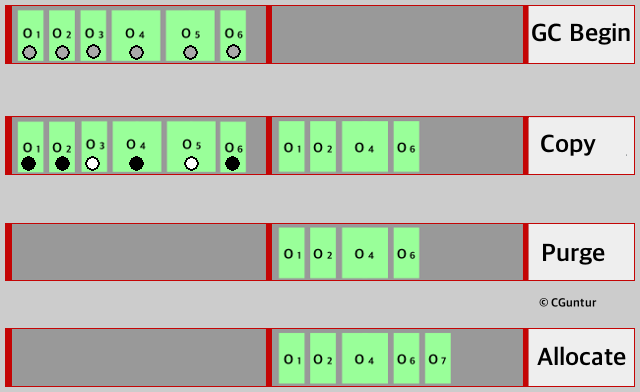 O 1 O 2 O 3 O 4 O 5 O 6 GC Begin
O 1 O 2 O 3 O 4 O 5 O 6 O 1 O 2 O 4 O 6 Copy
O 1 O 2 O 4 O 6 Purge
© CGuntur
O 1 O 2 O 4 O 6 O 7 Allocate